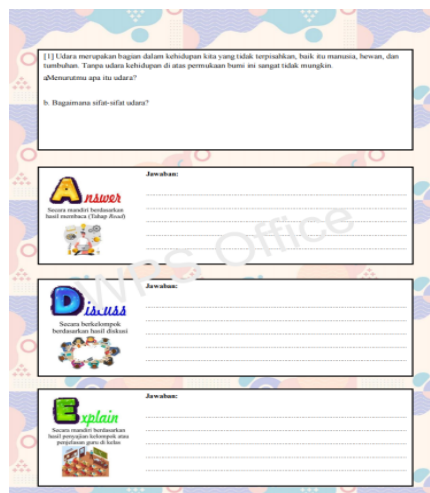 [1] Udara merupakan bagian dalam kehidupan kita yang tidak terpisahkan, baik itu manusia, hewan, dan
tumbuhan. Tanpa udara kehidupan di atas permukaan bumi ini sangat tidak mungkin.
a.Menurutmu apa itu udara?
b. Bagaimana sifat-sifat udara?
Answer
Secara mandiri berdasarkan
hasil membaca (Tahap Read)
Jawaban:
WPS Office
Discuss
Secara berkelompok
berdasarkan hasil diskusi
Jawaban:
Explain
Secara mandiri berdasarkan
hasil penyajian kelompok atau
penjelasan guru di kelas
Jawaban: